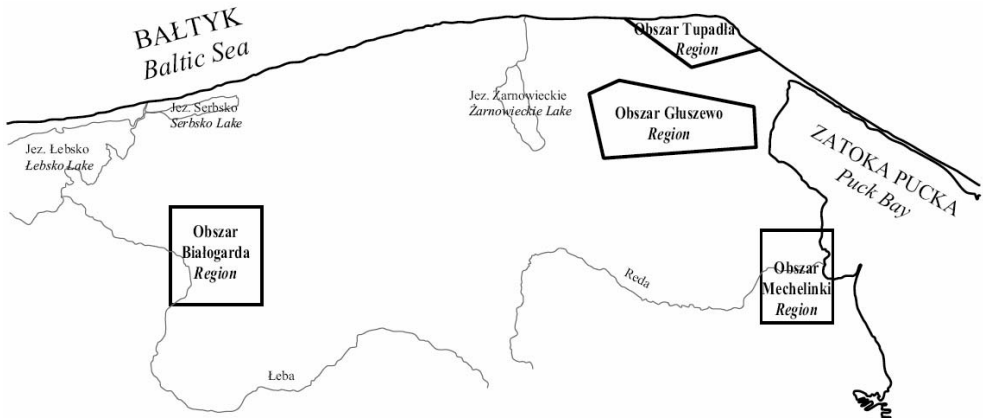 BAŁTYK
Baltic Sea
Obszar Tupadła
Region
Jez. Serbsko
Serbsko Lake
Jez. Żarnowieckie
Żarnowieckie Lake
Obszar Głuszewo
Region
Jez. Łebsko
Łebsko Lake
ZATOKA PUCKA
Puck Bay
Obszar
Białogarda
Region
Reda
Obszar
Mechelinki
Region
Łeba